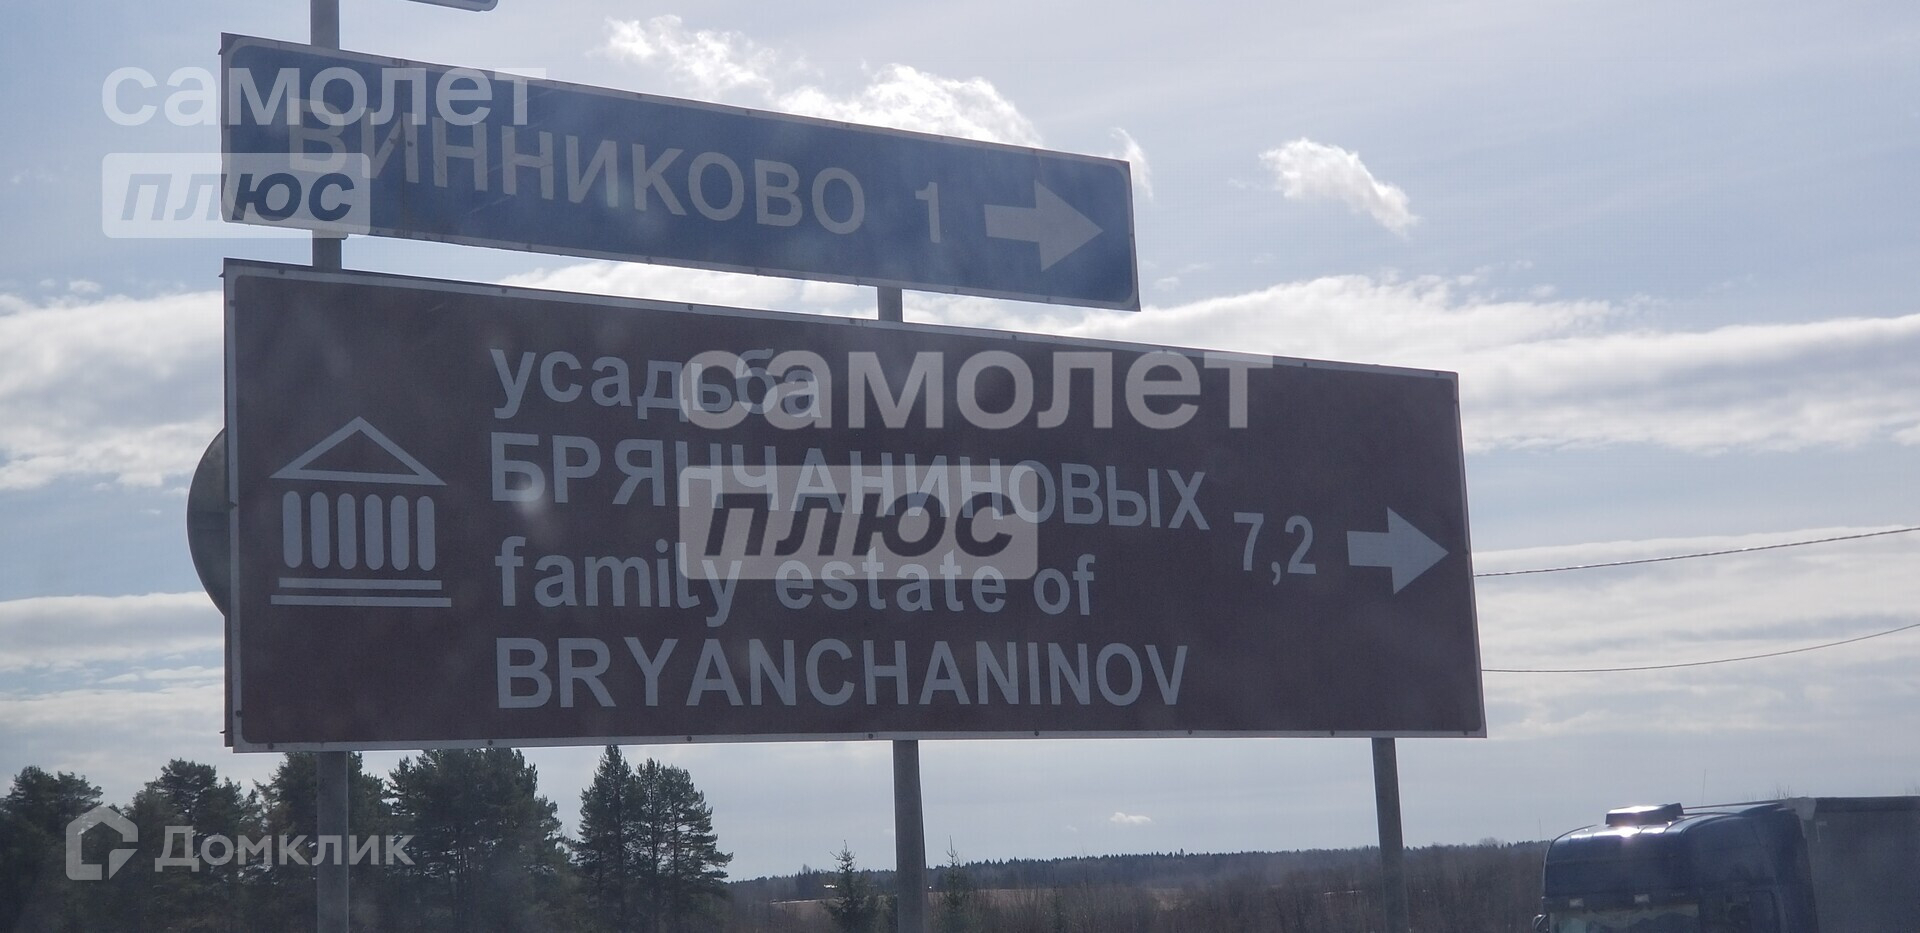 самолет
плюс
ВИННИКОВО 1
усадьба
БРЯНЧАНИНОВЫХ
family estate of
BRYANCHANINOV
7,2
самолет
плюс
Домклик